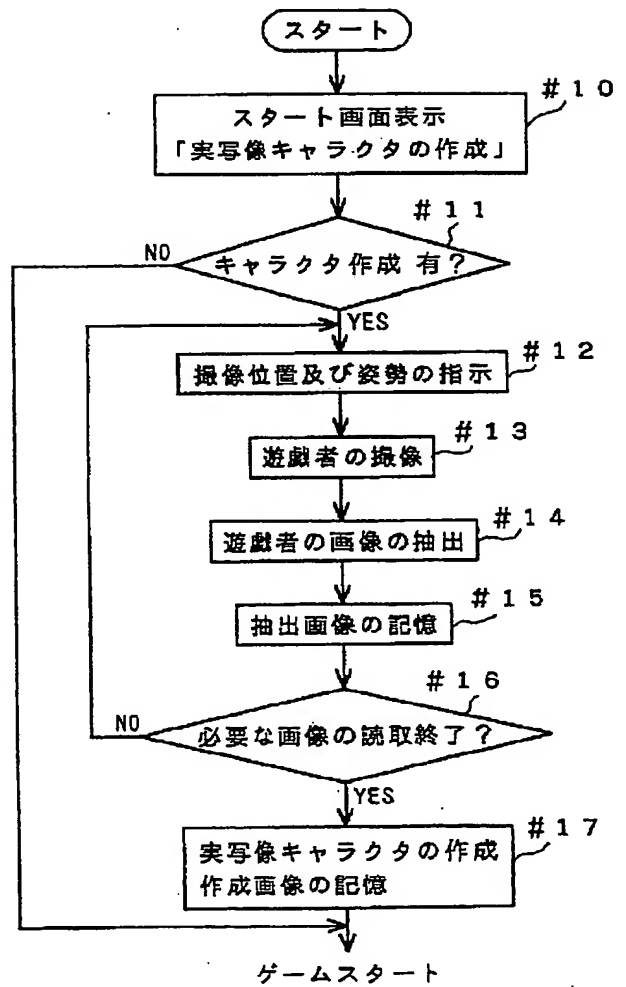 スタート
#10
スタート画面表示
「実写像キャラクタの作成」
#11
キャラクタ作成 有?
NO
YES
#12
撮像位置及び姿勢の指示
#13
遊戯者の撮像
#14
遊戯者の画像の抽出
#15
抽出画像の記憶
#16
必要な画像の読取終了?
NO
YES
#17
実写像キャラクタの作成
作成画像の記憶
ゲームスタート